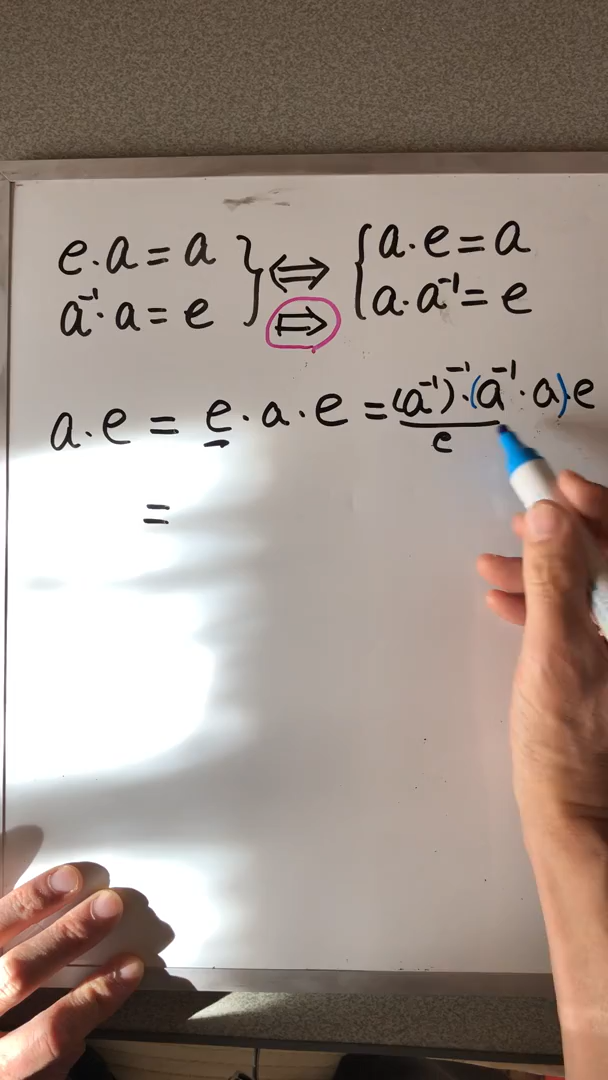 e · a = a } ⟺ { a · e = a
a⁻¹ · a = e } ⟹ { a · a⁻¹ = e
a · e = e · a · e = (a⁻¹)⁻¹ · (a⁻¹ · a) · e
e
=